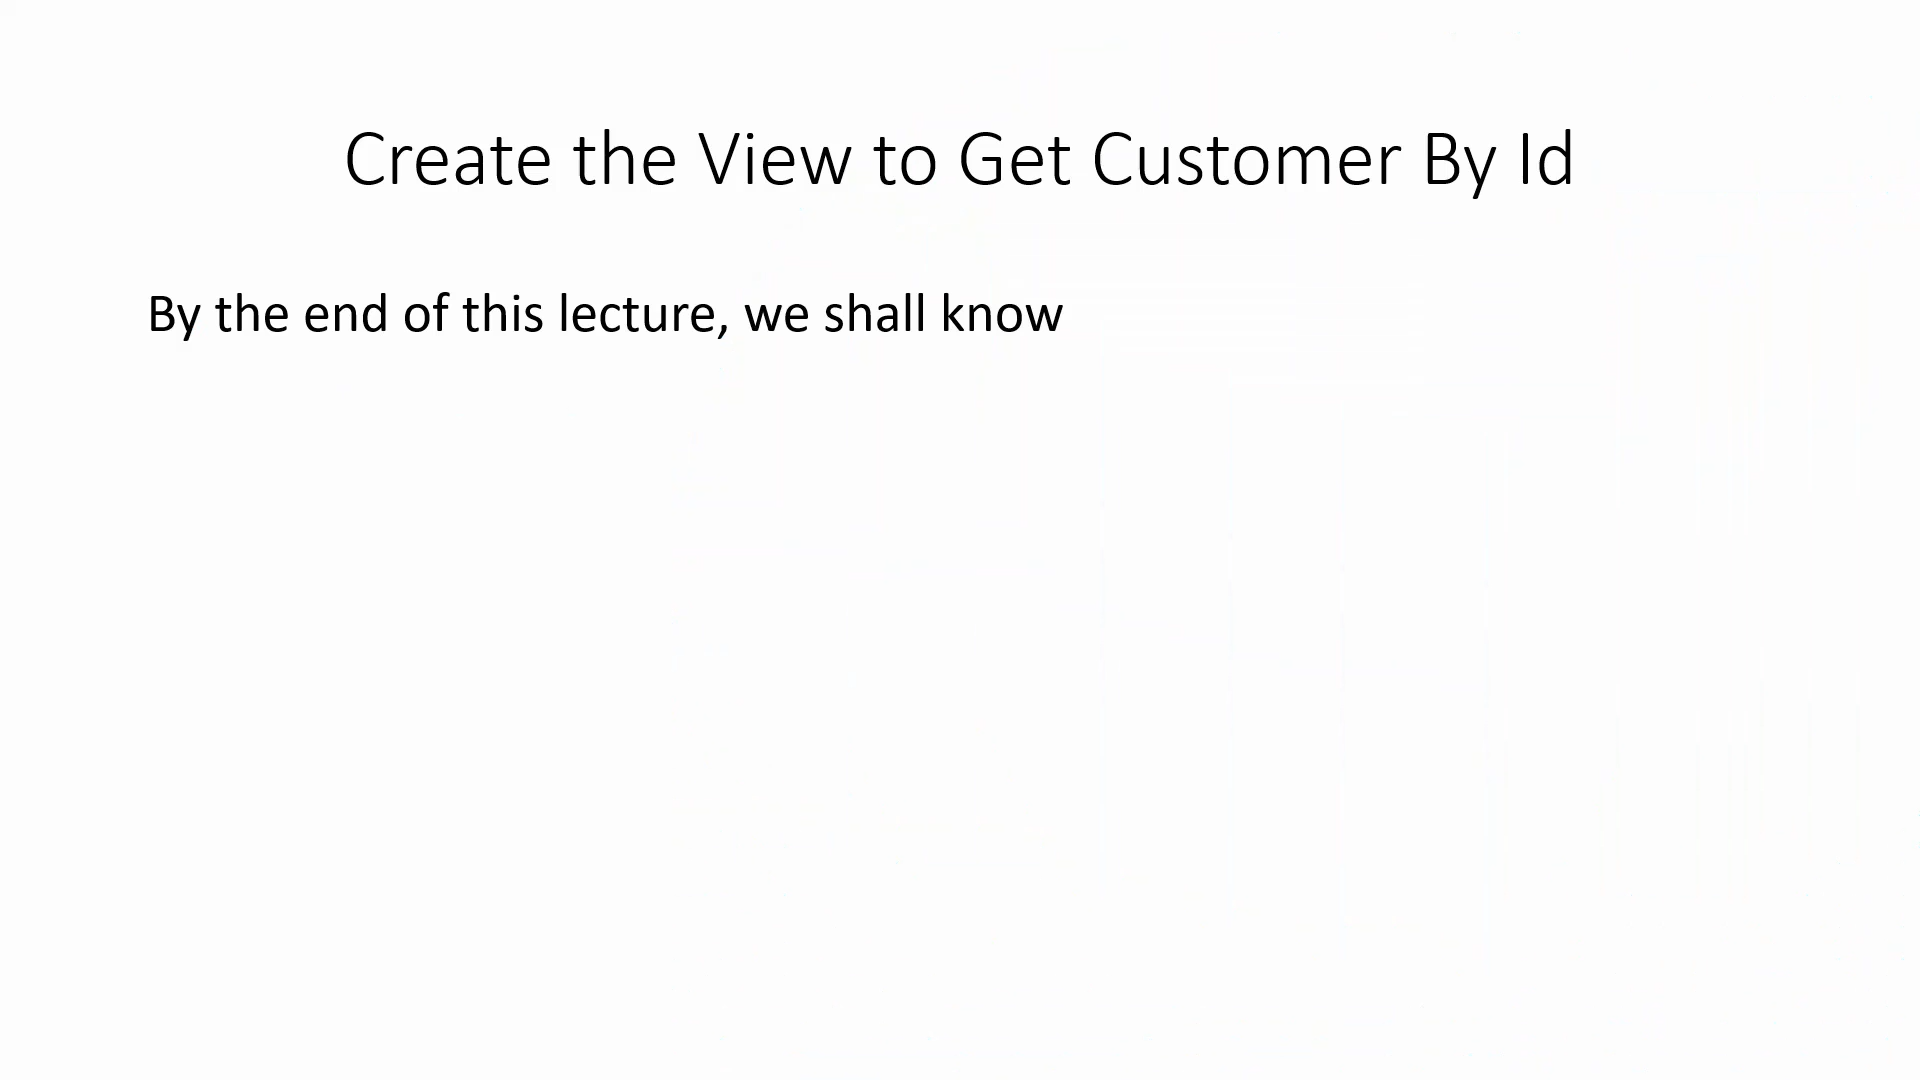 Create the View to Get Customer By Id
By the end of this lecture, we shall know